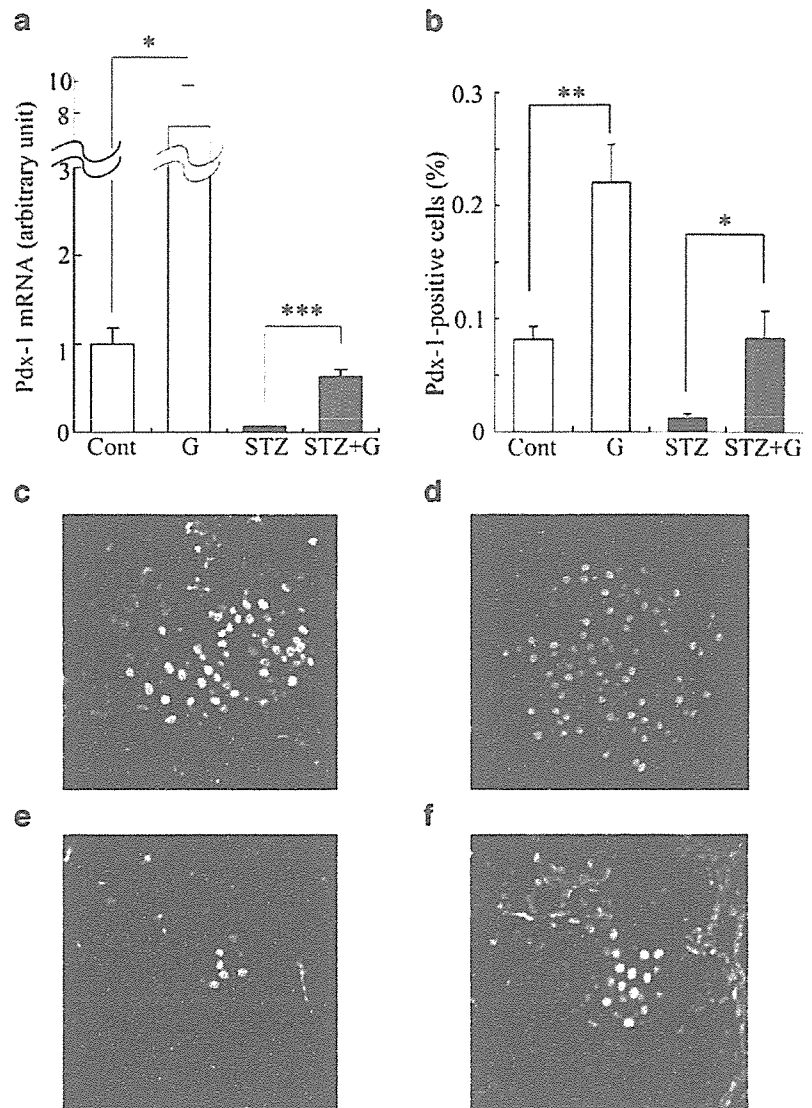 a
Pdx-1 mRNA (arbitrary unit)
10
8
3
2
1
0
*
***
Cont G STZ STZ+G
b
Pdx-1-positive cells (%)
0.3
0.2
0.1
0
**
*
Cont G STZ STZ+G
c
d
e
f